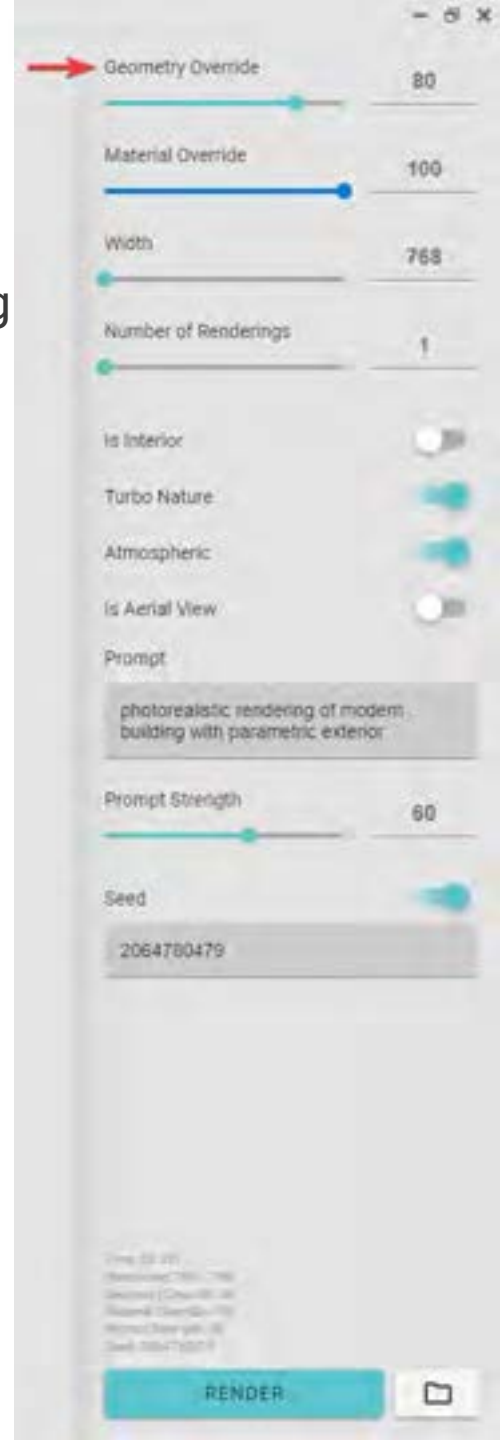 g
Geometry Override
80
Material Override
100
Width
768
Number of Renderings
1
Is Interior
Turbo Nature
Atmospheric
Is Aerial View
Prompt
photorealistic rendering of modern
building with parametric exterior
Prompt Strength
60
Seed
2064780479
RENDER